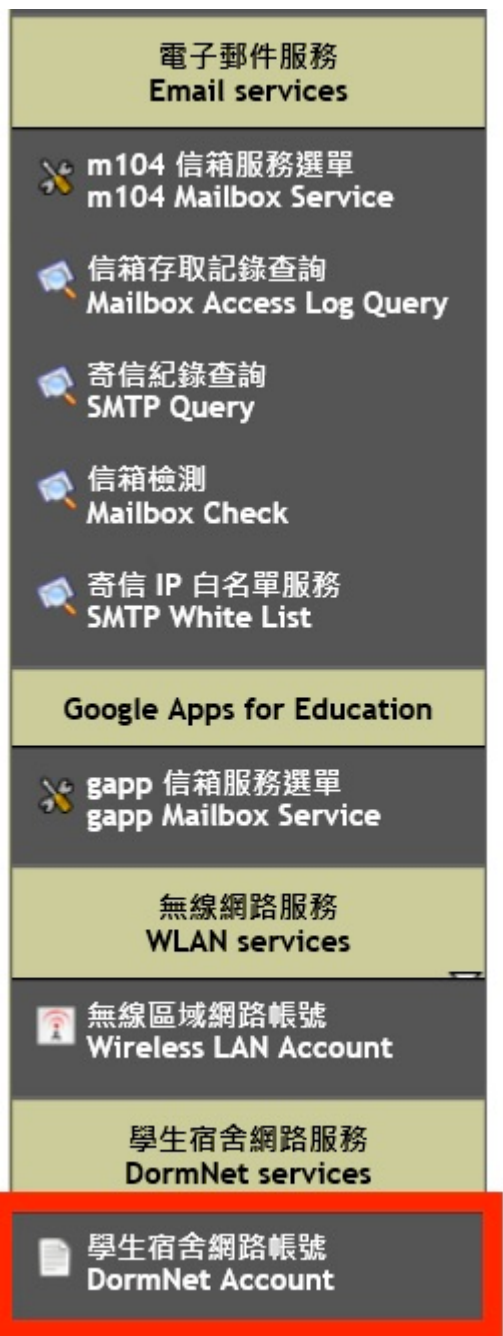 電子郵件服務
Email services
m104 信箱服務選單
m104 Mailbox Service
信箱存取記錄查詢
Mailbox Access Log Query
寄信紀錄查詢
SMTP Query
信箱檢測
Mailbox Check
寄信 IP 白名單服務
SMTP White List
Google Apps for Education
gapp 信箱服務選單
gapp Mailbox Service
無線網路服務
WLAN services
無線區域網路帳號
Wireless LAN Account
學生宿舍網路服務
DormNet services
學生宿舍網路帳號
DormNet Account